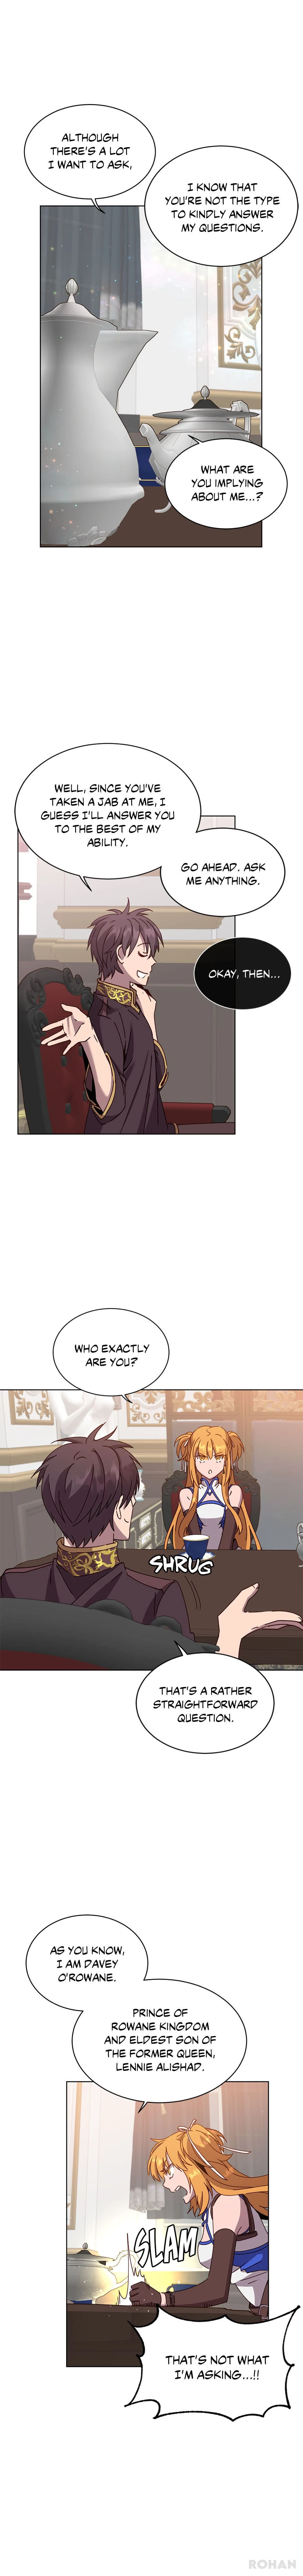 ALTHOUGH
THERE'S A LOT
I WANT TO ASK,
I KNOW THAT
YOU'RE NOT THE TYPE
TO KINDLY ANSWER
MY QUESTIONS.
WHAT ARE
YOU IMPLYING
ABOUT ME...?
WELL, SINCE YOU'VE
TAKEN A JAB AT ME, I
GUESS I'LL ANSWER YOU
TO THE BEST OF MY
ABILITY.
GO AHEAD. ASK
ME ANYTHING.
OKAY, THEN...
WHO EXACTLY
ARE YOU?
SHRUG
THAT'S A RATHER
STRAIGHTFORWARD
QUESTION.
AS YOU KNOW,
I AM DAVEY
O'ROWANE.
PRINCE OF
ROWANE KINGDOM
AND ELDEST SON OF
THE FORMER QUEEN,
LENNIE ALISHAD.
SLAM
THAT'S NOT WHAT
I'M ASKING...!!
ROHAN